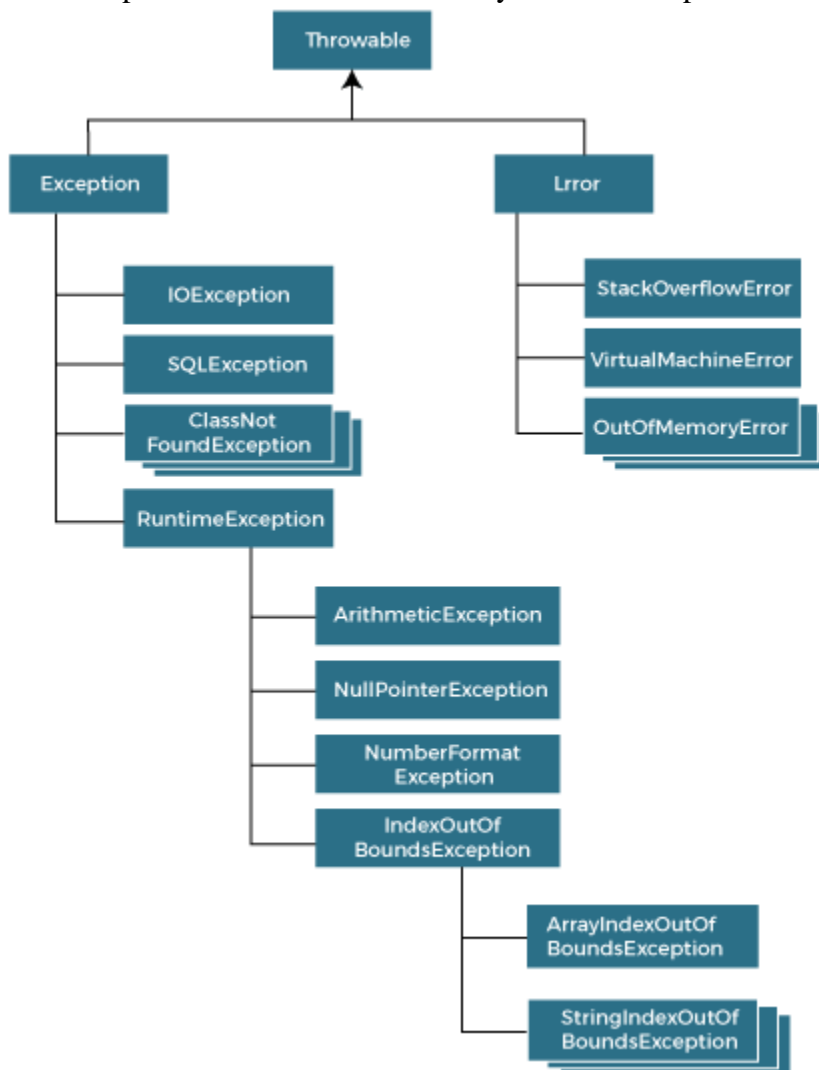 Throwable
Exception
Lrror
IOException
StackOverflowError
SQLException
VirtualMachineError
ClassNot
FoundException
OutOfMemoryError
RuntimeException
ArithmeticException
NullPointerException
NumberFormat
Exception
IndexOutOf
BoundsException
ArrayIndexOutOf
BoundsException
StringIndexOutOf
BoundsException